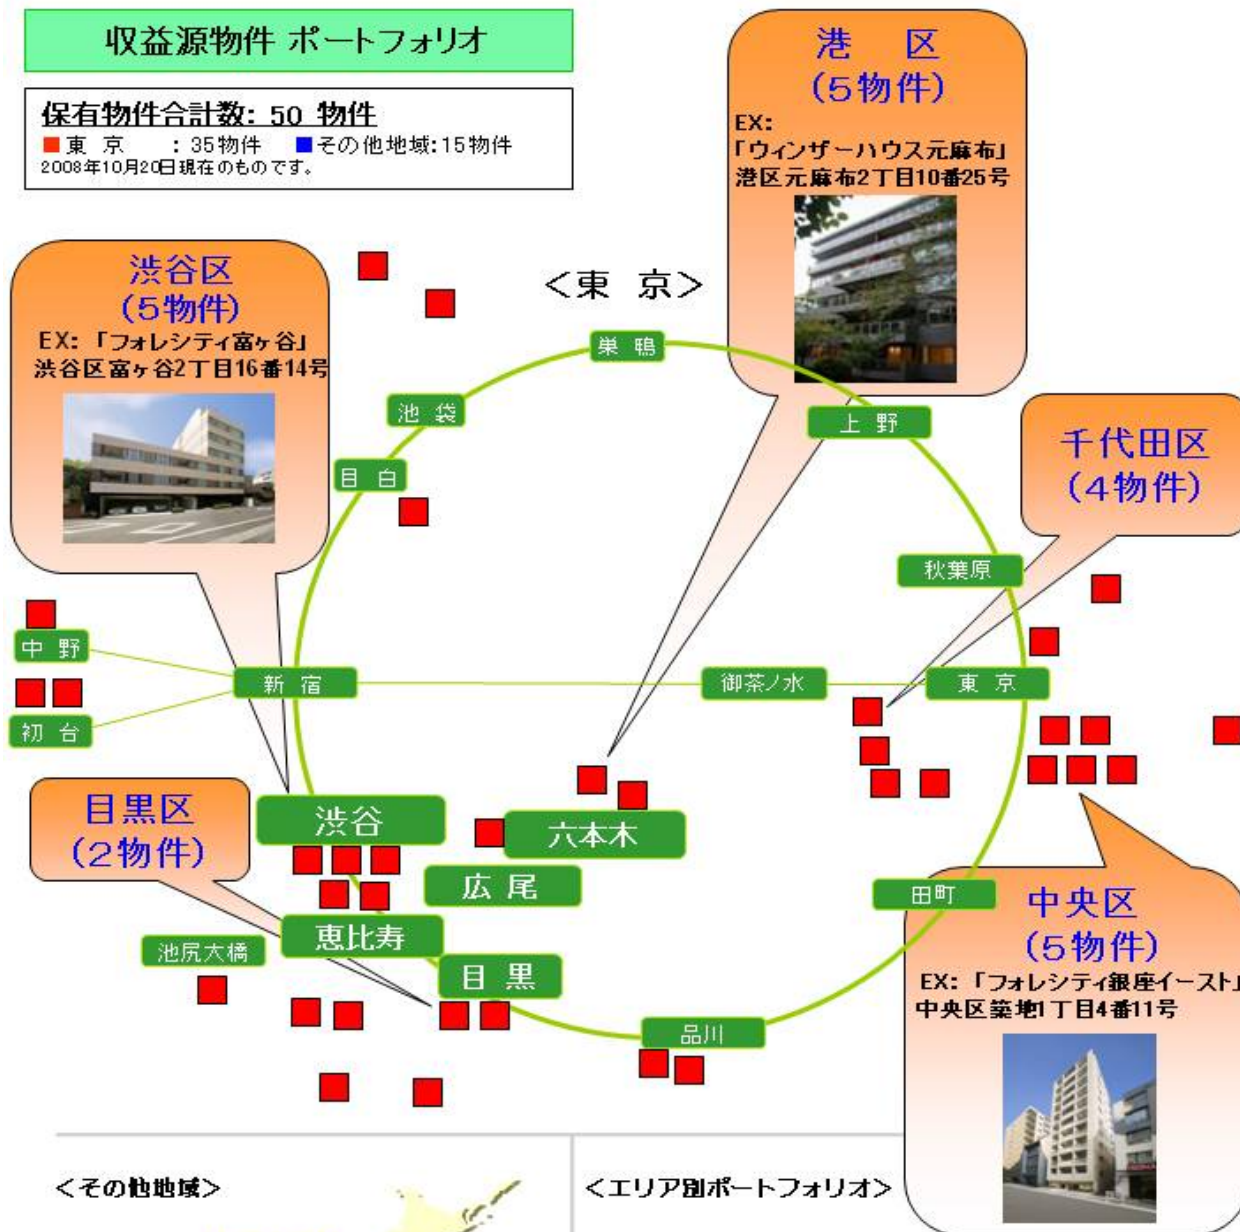 収益源物件 ポートフォリオ
保有物件合計数: 50 物件
■東 京 : 35物件 ■その他地域:15物件
2008年10月20日現在のものです。
港 区
(5物件)
EX:
「ウィンザーハウス元麻布」
港区元麻布2丁目10番25号
渋谷区
(5物件)
EX: 「フォレシティ富ヶ谷」
渋谷区富ヶ谷2丁目16番14号
<東 京>
巣 鴨
池 袋
上 野
目 白
千代田区
(4物件)
秋葉原
中 野
新 宿
御茶ノ水
東 京
初 台
目黒区
(2物件)
渋谷
六本木
広 尾
田町
恵比寿
池尻大橋
目 黒
品川
中央区
(5物件)
EX: 「フォレシティ銀座イースト」
中央区築地1丁目4番11号
<その他地域>
<エリア別ポートフォリオ>